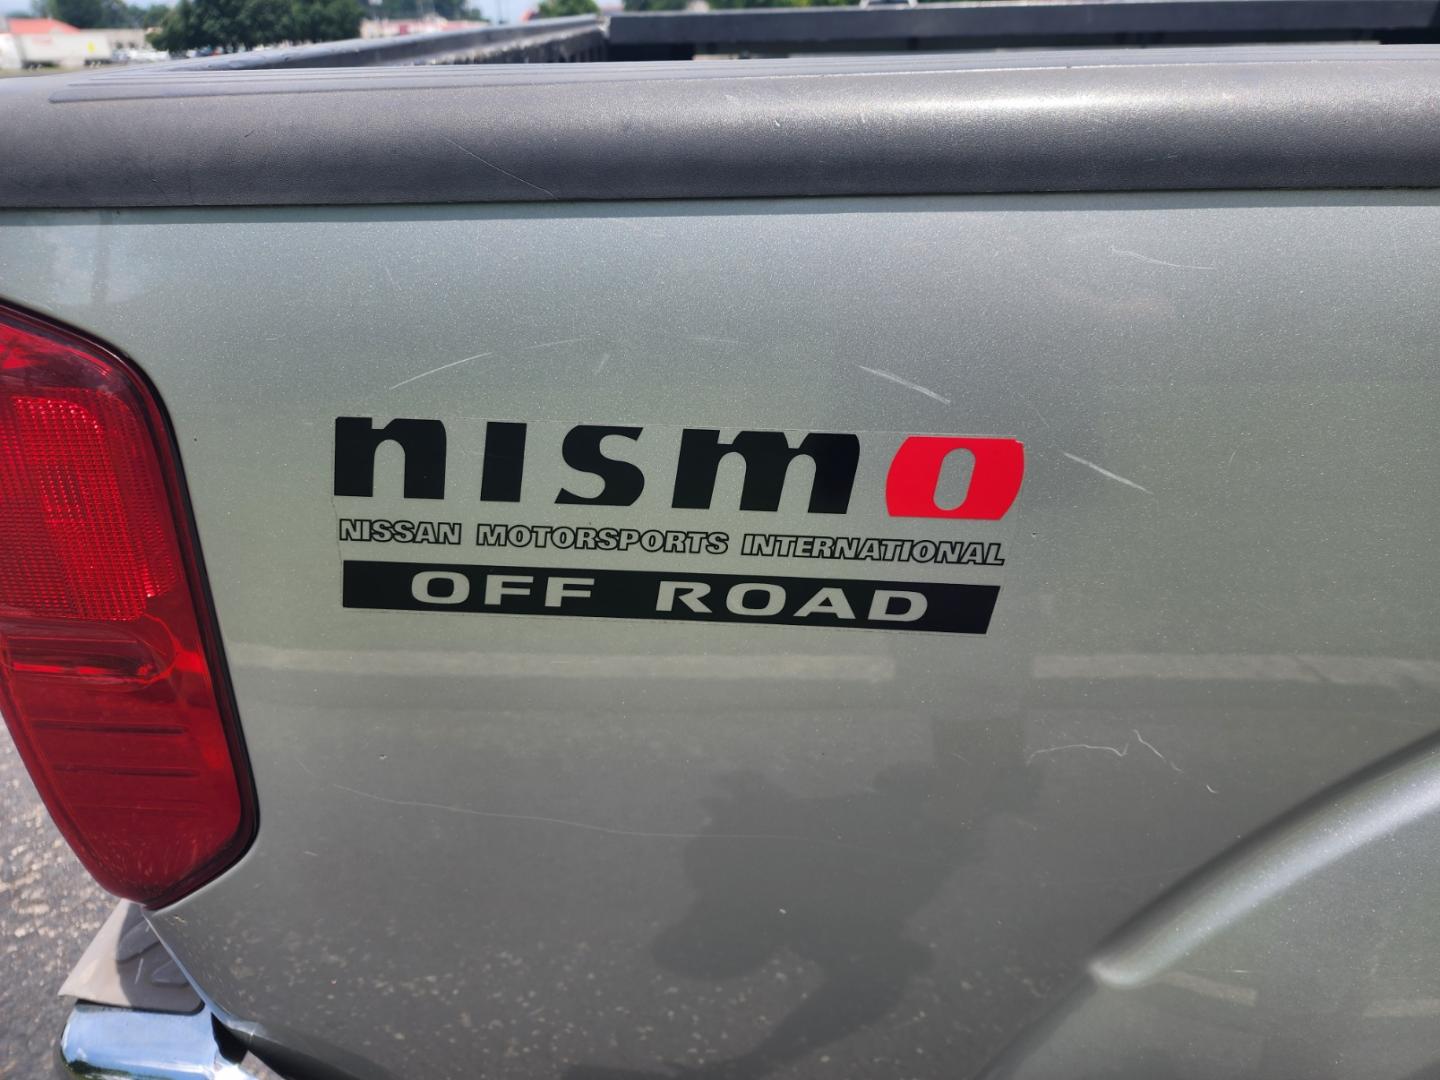 nismo
NISSAN MOTORSPORTS INTERNATIONAL
OFF ROAD